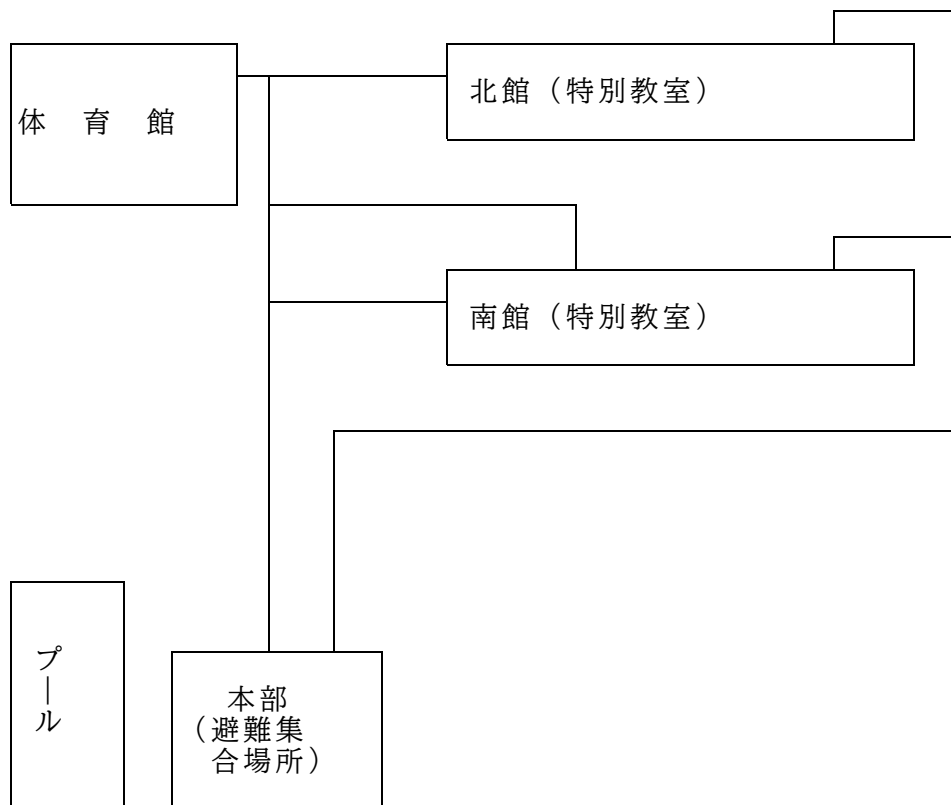 北館（特別教室）
体　育　館
南館（特別教室）
プール
本部
（避難集
合場所）